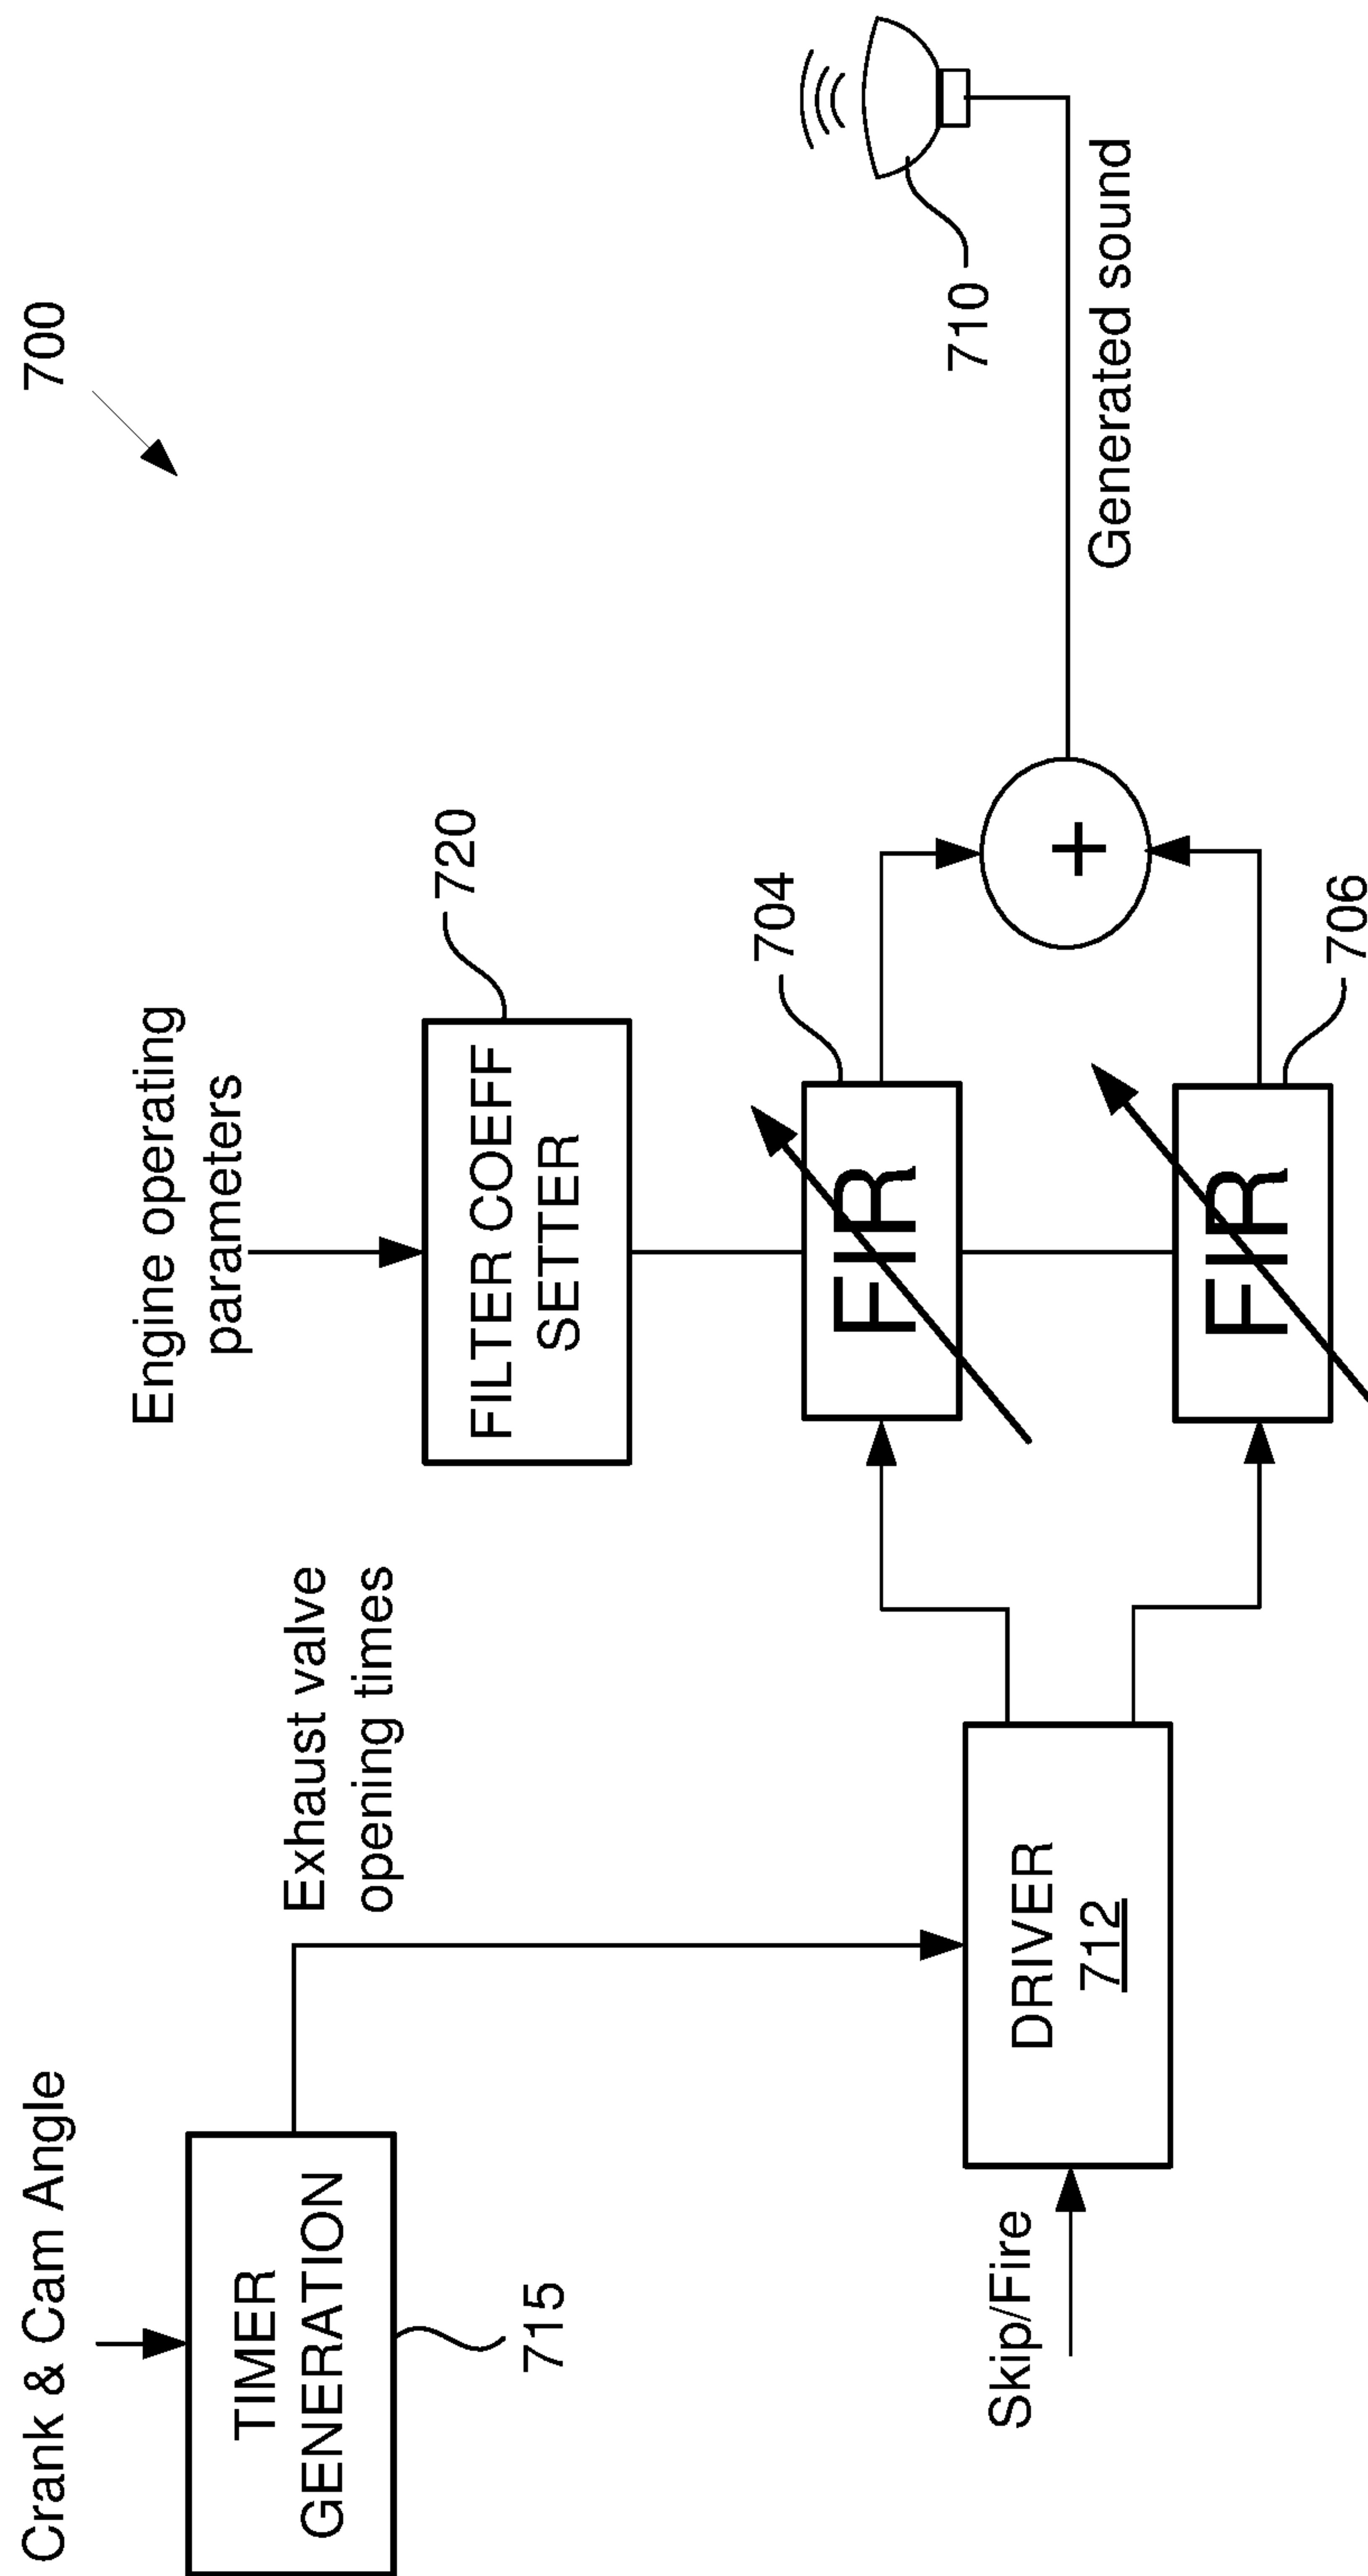 700
Crank & Cam Angle
TIMER
GENERATION
715
Exhaust valve
opening times
Engine operating
parameters
FILTER COEFF
SETTER
720
Skip/Fire
DRIVER
712
FIR
704
FIR
706
+
Generated sound
710